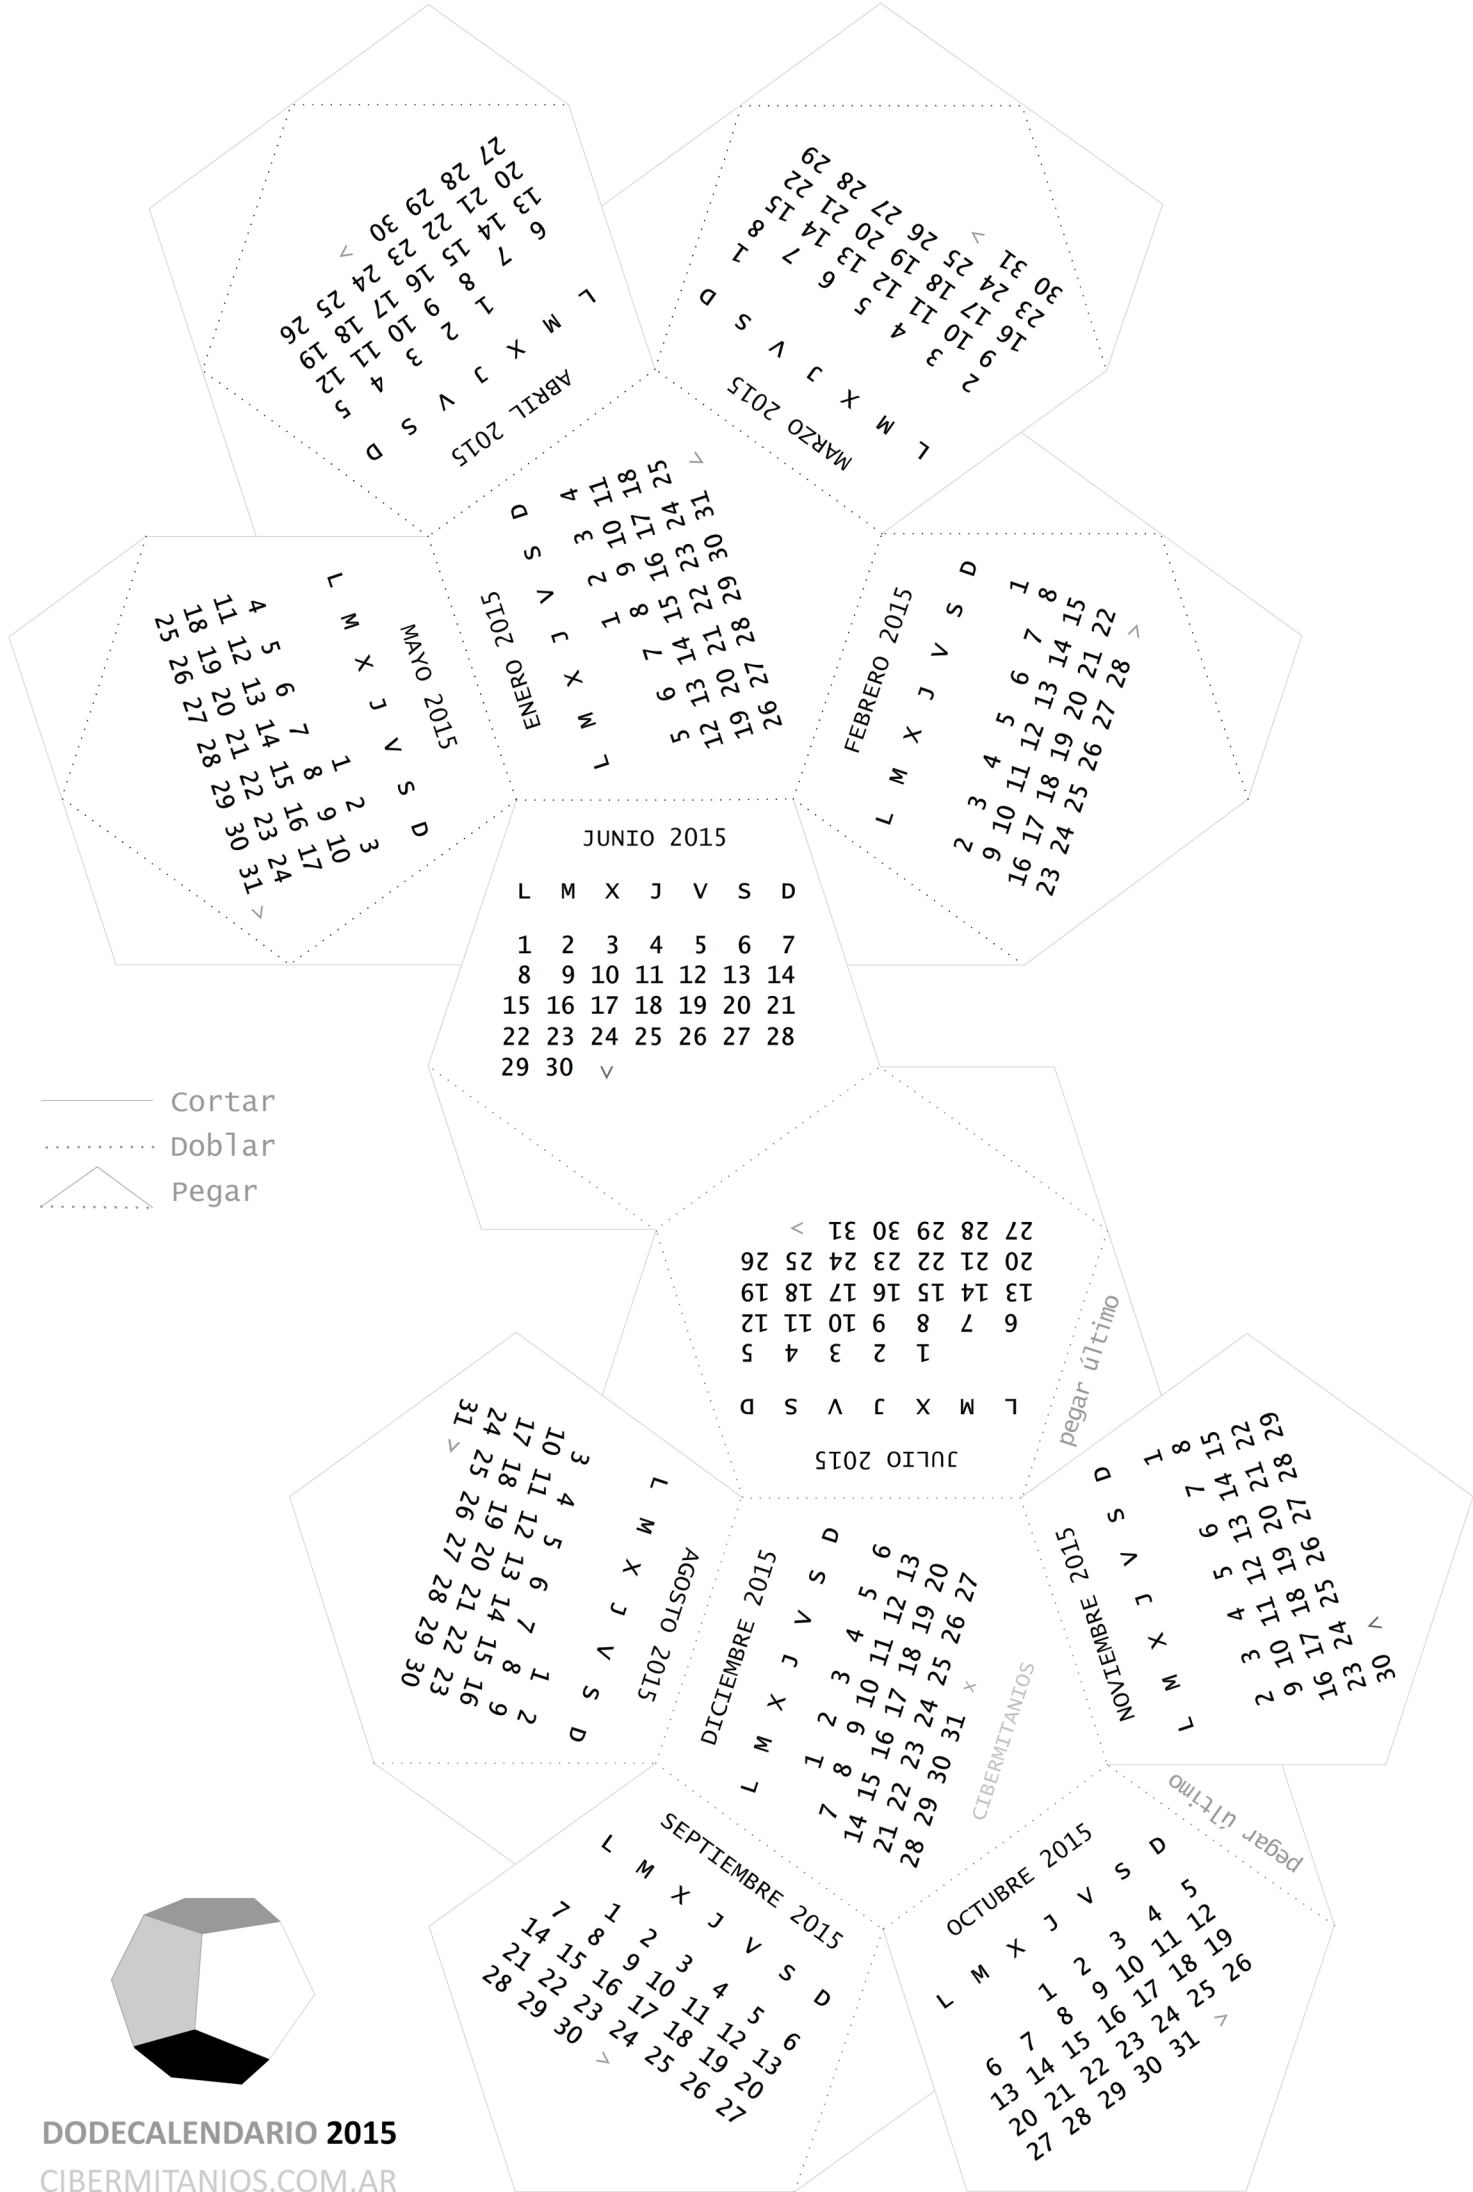 ABRIL 2015
L M X J V S D
1 2 3 4 5
6 7 8 9 10 11 12
13 14 15 16 17 18 19
20 21 22 23 24 25 26
27 28 29 30 >
MARZO 2015
L M X J V S D
1
2 3 4 5 6 7 8
9 10 11 12 13 14 15
16 17 18 19 20 21 22
23 24 25 26 27 28 29
30 31 >
MAYO 2015
L M X J V S D
1 2 3
4 5 6 7 8 9 10
11 12 13 14 15 16 17
18 19 20 21 22 23 24
25 26 27 28 29 30 31 >
ENERO 2015
L M X J V S D
1 2 3 4
5 6 7 8 9 10 11
12 13 14 15 16 17 18
19 20 21 22 23 24 25
26 27 28 29 30 31 >
FEBRERO 2015
L M X J V S D
1
2 3 4 5 6 7 8
9 10 11 12 13 14 15
16 17 18 19 20 21 22
23 24 25 26 27 28 >
JUNIO 2015
L M X J V S D
1 2 3 4 5 6 7
8 9 10 11 12 13 14
15 16 17 18 19 20 21
22 23 24 25 26 27 28
29 30 >
Cortar
Doblar
Pegar
JULIO 2015
L M X J V S D
1 2 3 4 5
6 7 8 9 10 11 12
13 14 15 16 17 18 19
20 21 22 23 24 25 26
27 28 29 30 31 >
pegar último
AGOSTO 2015
L M X J V S D
1 2
3 4 5 6 7 8 9
10 11 12 13 14 15 16
17 18 19 20 21 22 23
24 25 26 27 28 29 30
31 >
DICIEMBRE 2015
L M X J V S D
1 2 3 4 5 6
7 8 9 10 11 12 13
14 15 16 17 18 19 20
21 22 23 24 25 26 27
28 29 30 31 x
CIBERMITANIOS
NOVIEMBRE 2015
L M X J V S D
1
2 3 4 5 6 7 8
9 10 11 12 13 14 15
16 17 18 19 20 21 22
23 24 25 26 27 28 29
30 >
pegar último
SEPTIEMBRE 2015
L M X J V S D
1 2 3 4 5 6
7 8 9 10 11 12 13
14 15 16 17 18 19 20
21 22 23 24 25 26 27
28 29 30 >
OCTUBRE 2015
L M X J V S D
1 2 3 4 5
6 7 8 9 10 11 12
13 14 15 16 17 18 19
20 21 22 23 24 25 26
27 28 29 30 31 >
DODECALENDARIO 2015
CIBERMITANIOS.COM.AR